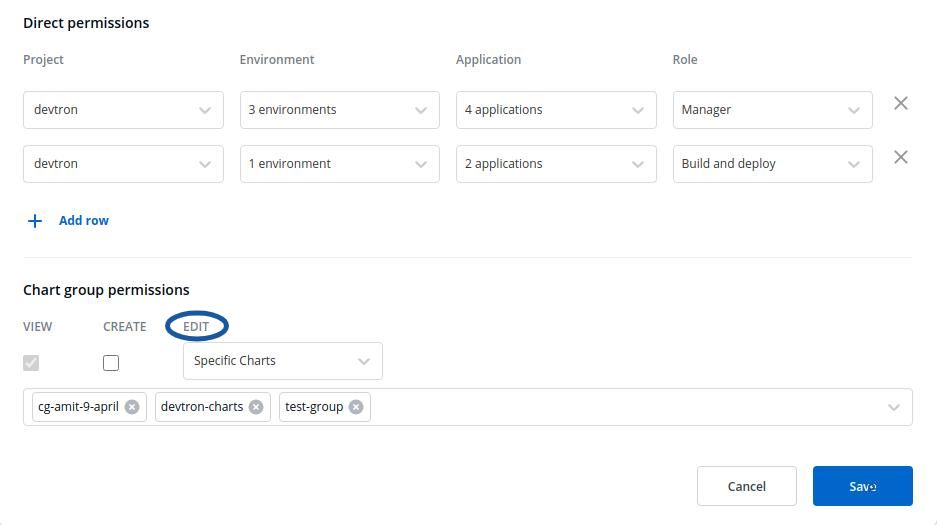 Direct permissions
Project Environment Application Role
devtron 3 environments 4 applications Manager
devtron 1 environment 2 applications Build and deploy
Add row
Chart group permissions
VIEW CREATE EDIT
Specific Charts
cg-amit-9-april devtron-charts test-group
Cancel Save